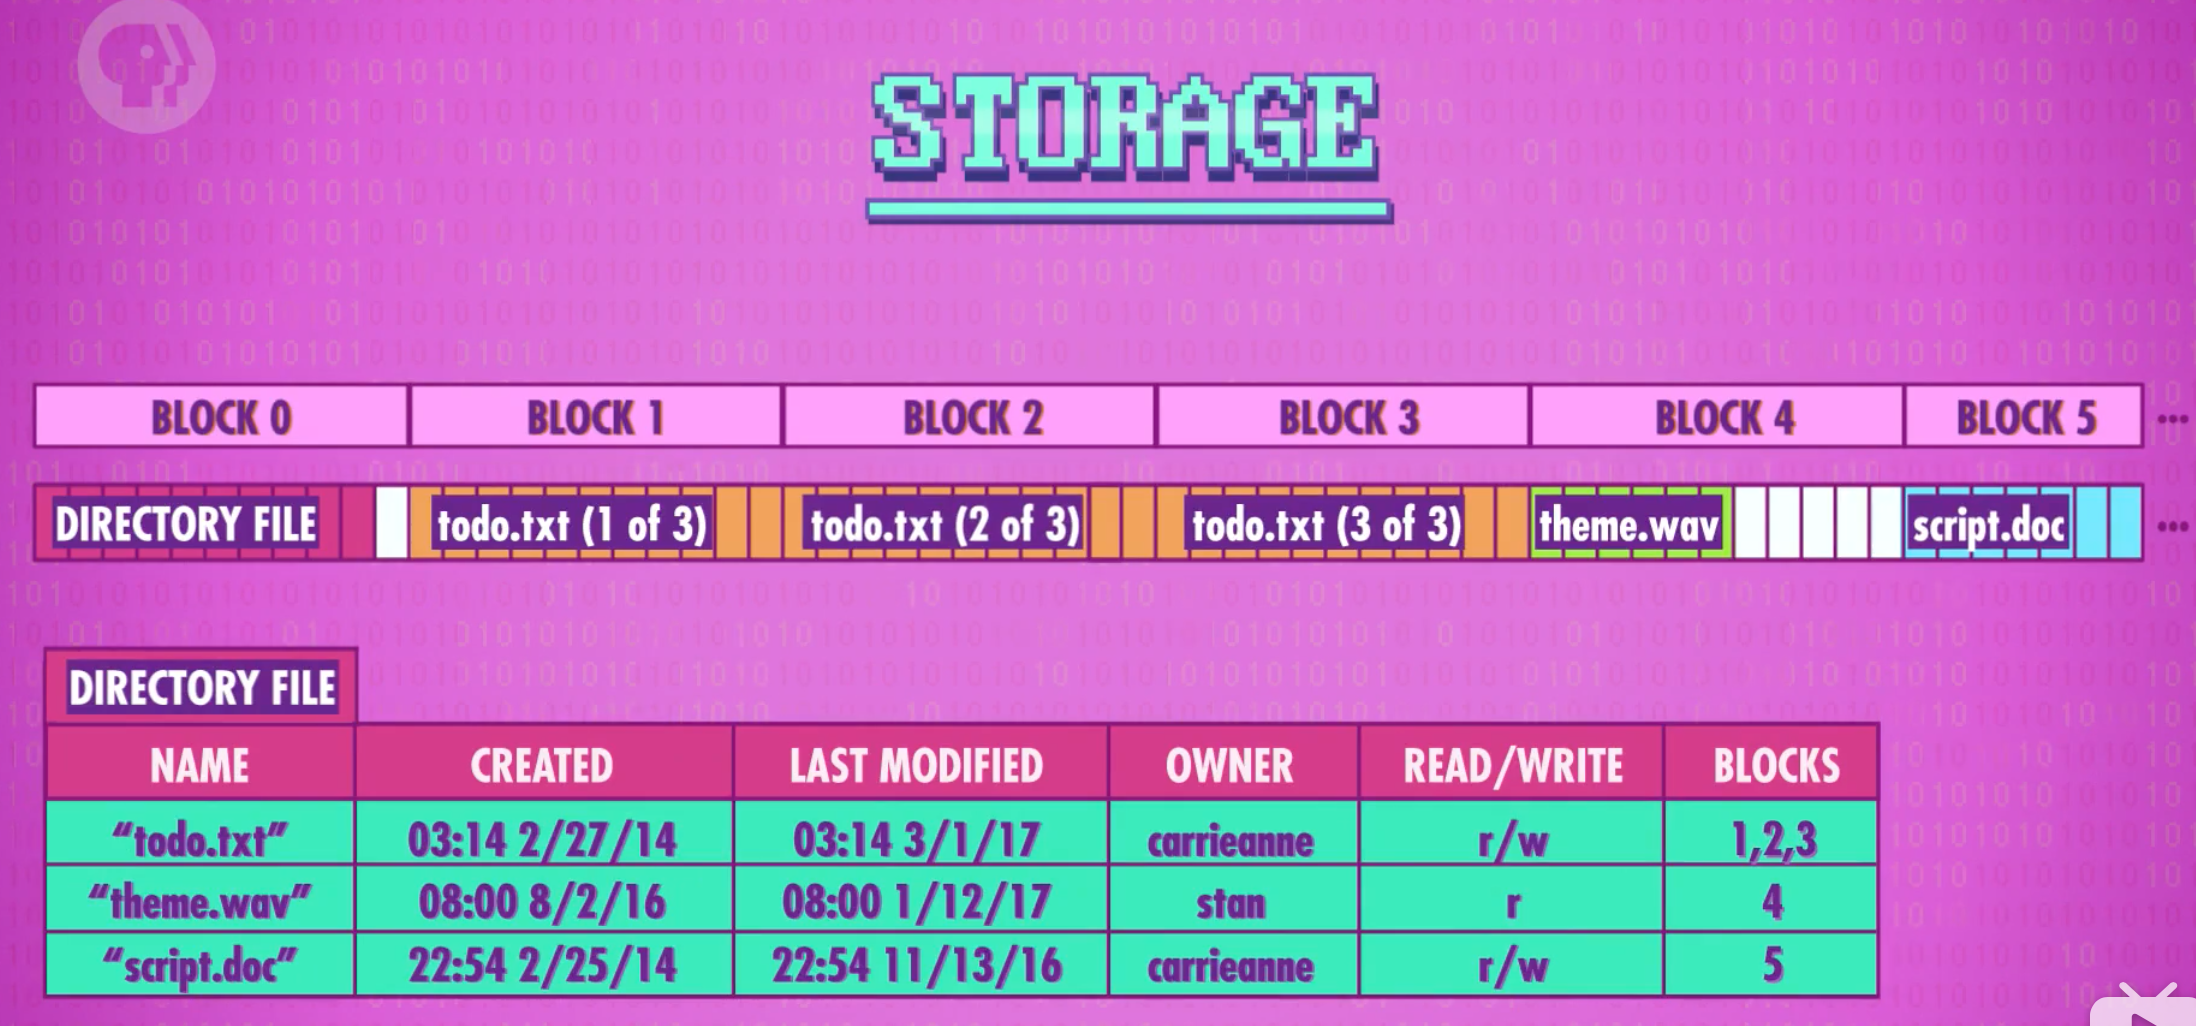 STORAGE
BLOCK 0 BLOCK 1 BLOCK 2 BLOCK 3 BLOCK 4 BLOCK 5 ...
DIRECTORY FILE todo.txt (1 of 3) todo.txt (2 of 3) todo.txt (3 of 3) theme.wav script.doc ...
DIRECTORY FILE
NAME CREATED LAST MODIFIED OWNER READ/WRITE BLOCKS
“todo.txt” 03:14 2/27/14 03:14 3/1/17 carrieanne r/w 1,2,3
“theme.wav” 08:00 8/2/16 08:00 1/12/17 stan r 4
“script.doc” 22:54 2/25/14 22:54 11/13/16 carrieanne r/w 5